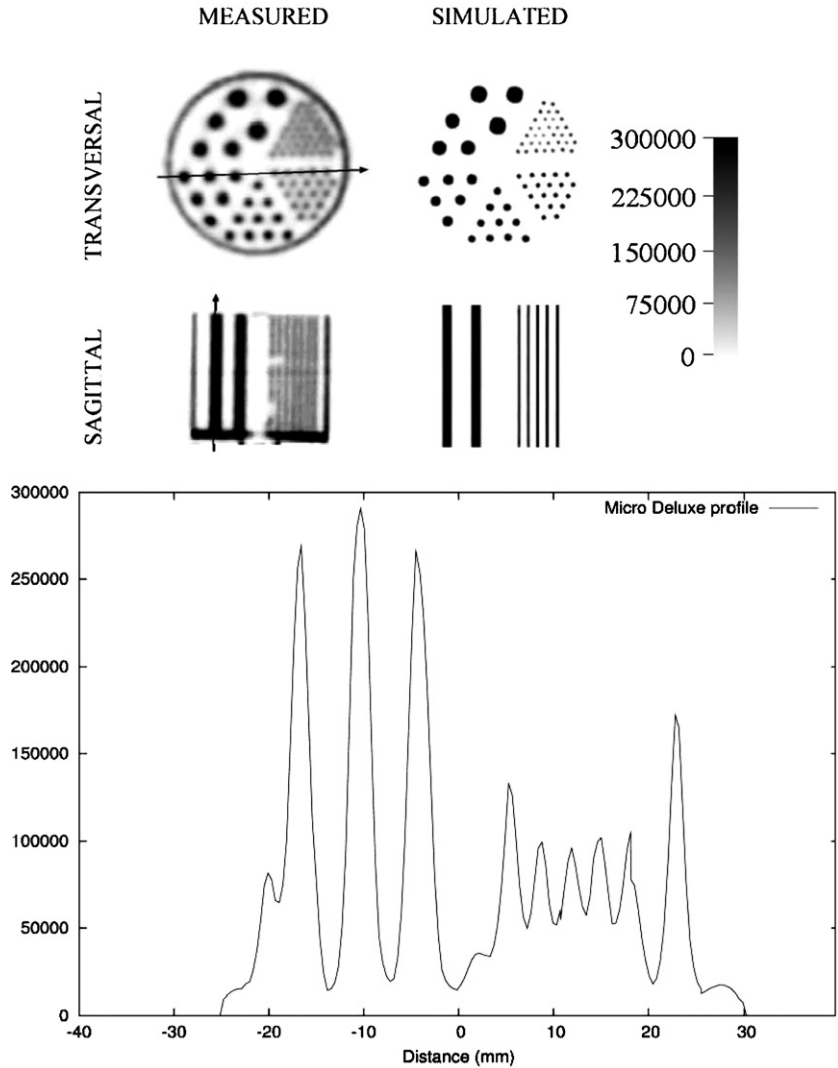 MEASURED SIMULATED
TRANSVERSAL
300000
225000
150000
75000
0
SAGITTAL
300000
250000
200000
150000
100000
50000
0
Micro Deluxe profile
-40 -30 -20 -10 0 10 20 30
Distance (mm)